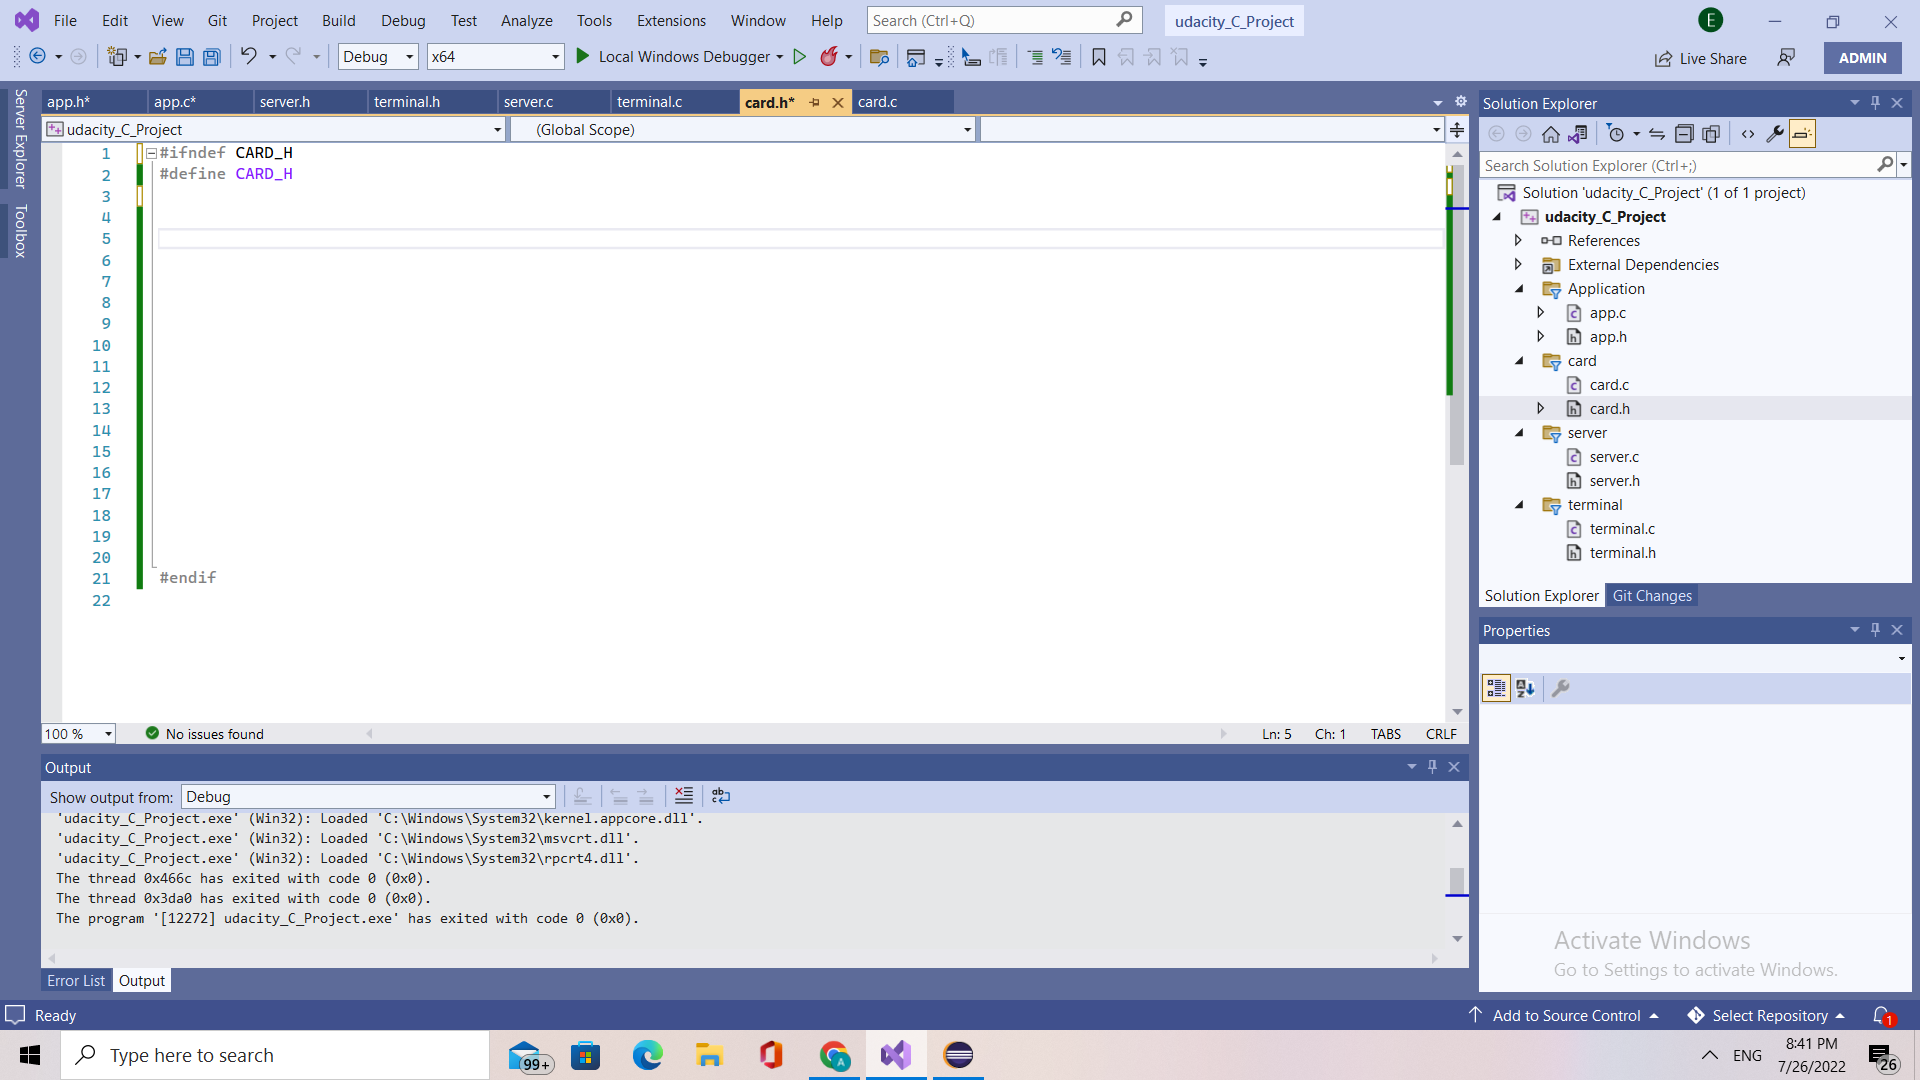 File Edit View Git Project Build Debug Test Analyze Tools Extensions Window Help Search (Ctrl+Q) udacity_C_Project E
Debug x64 Local Windows Debugger Live Share ADMIN
Server Explorer
Toolbox
app.h* app.c* server.h terminal.h server.c terminal.c card.h* card.c
udacity_C_Project (Global Scope)
1 #ifndef CARD_H
2 #define CARD_H
3
4
5
6
7
8
9
10
11
12
13
14
15
16
17
18
19
20
21 #endif
22
100 % No issues found Ln: 5 Ch: 1 TABS CRLF
Output
Show output from: Debug
'udacity_C_Project.exe' (Win32): Loaded 'C:\Windows\System32\kernel.appcore.dll'.
'udacity_C_Project.exe' (Win32): Loaded 'C:\Windows\System32\msvcrt.dll'.
'udacity_C_Project.exe' (Win32): Loaded 'C:\Windows\System32\rpcrt4.dll'.
The thread 0x466c has exited with code 0 (0x0).
The thread 0x3da0 has exited with code 0 (0x0).
The program '[12272] udacity_C_Project.exe' has exited with code 0 (0x0).
Error List Output
Solution Explorer
Search Solution Explorer (Ctrl+;)
Solution 'udacity_C_Project' (1 of 1 project)
udacity_C_Project
References
External Dependencies
Application
app.c
app.h
card
card.c
card.h
server
server.c
server.h
terminal
terminal.c
terminal.h
Solution Explorer Git Changes
Properties
Activate Windows
Go to Settings to activate Windows.
Ready Add to Source Control Select Repository 1
Type here to search 99+ A ENG 8:41 PM
7/26/2022 26